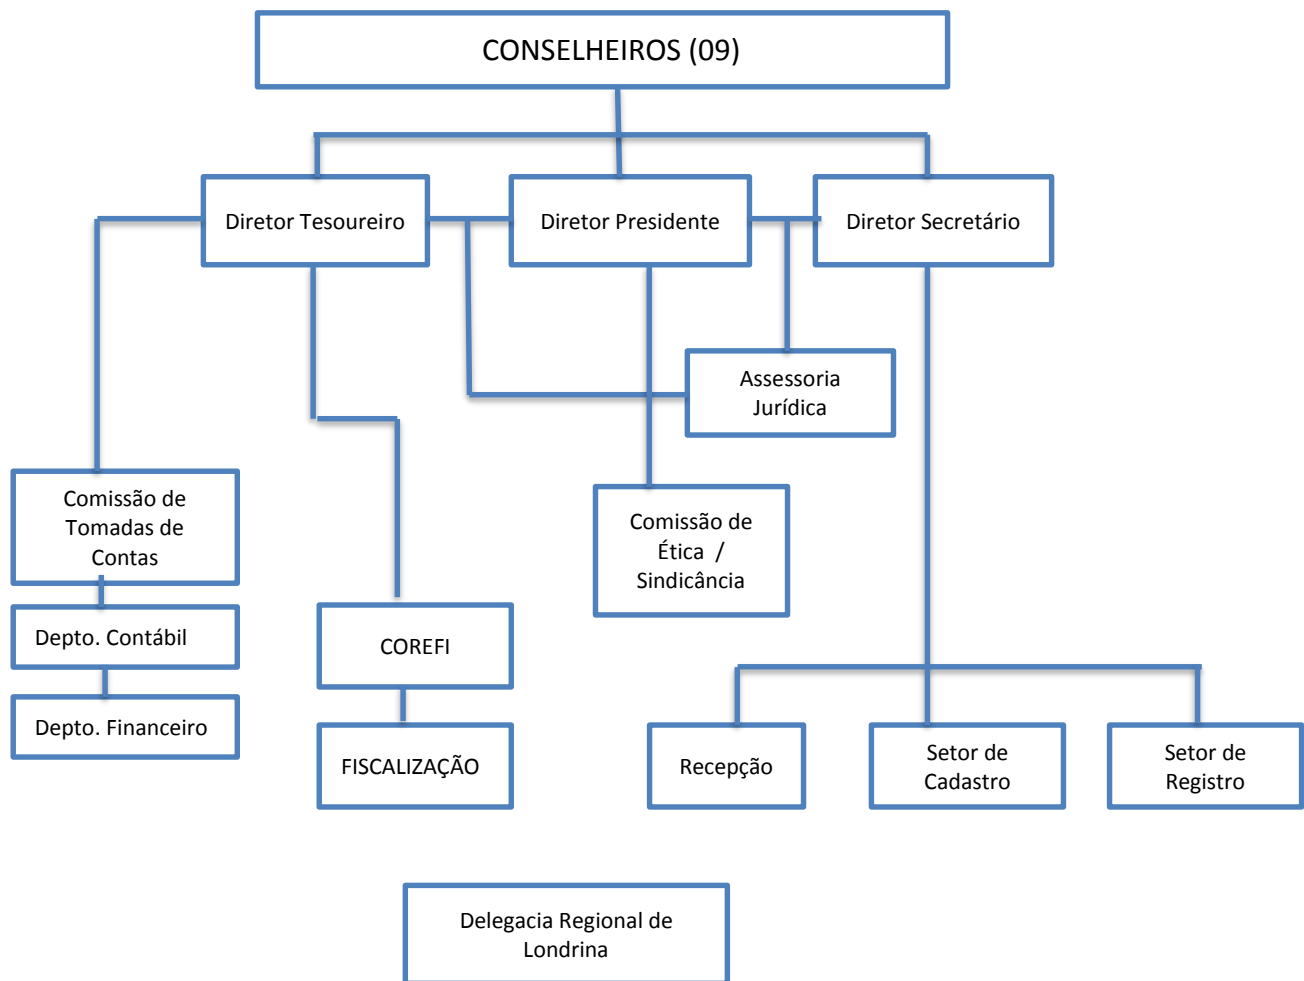 CONSELHEIROS (09)
Diretor Tesoureiro
Diretor Presidente
Diretor Secretário
Assessoria
Jurídica
Comissão de
Tomadas de
Contas
Comissão de
Ética  /
Sindicância
Depto. Contábil
COREFI
Depto. Financeiro
FISCALIZAÇÃO
Recepção
Setor de
Cadastro
Setor de
Registro
Delegacia Regional de
Londrina